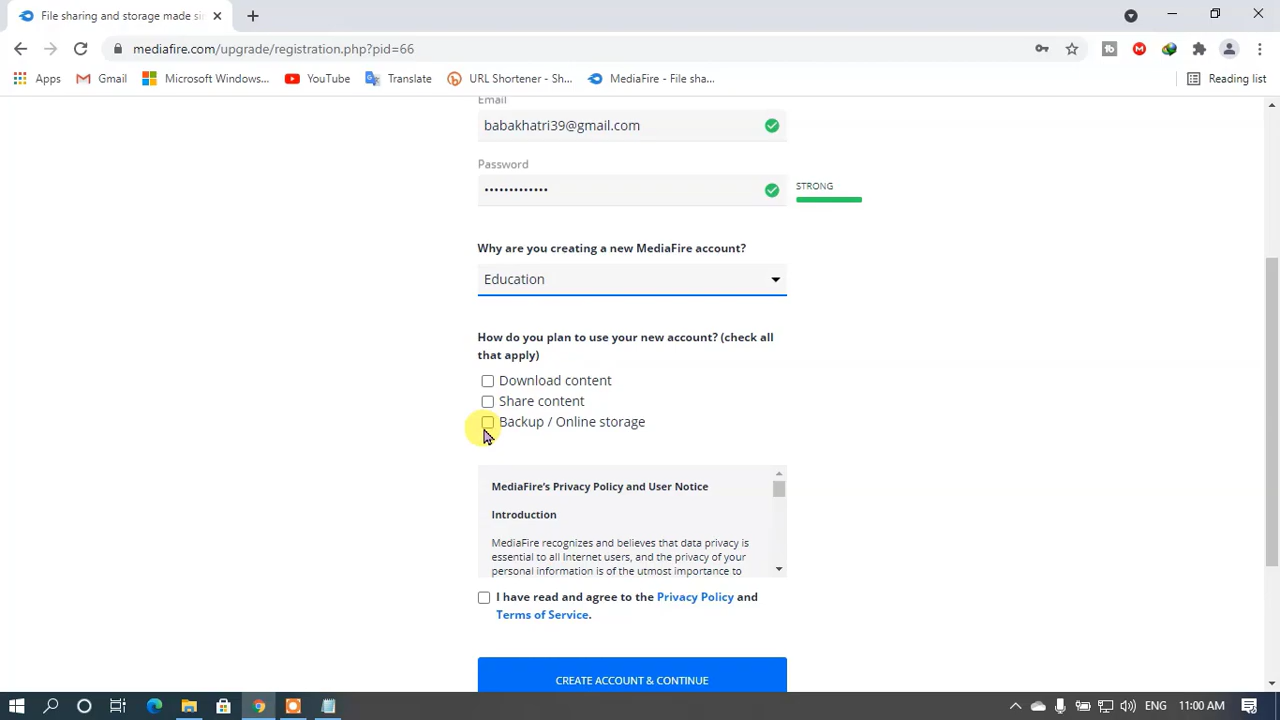 File sharing and storage made si
mediafire.com/upgrade/registration.php?pid=66
Apps
Gmail
Microsoft Windows...
YouTube
Translate
URL Shortener - Sh...
MediaFire - File sha...
Reading list
Email
babakhatri39@gmail.com
Password
•••••••••••••
STRONG
Why are you creating a new MediaFire account?
Education
How do you plan to use your new account? (check all
that apply)
Download content
Share content
Backup / Online storage
MediaFire's Privacy Policy and User Notice
Introduction
MediaFire recognizes and believes that data privacy is
essential to all Internet users, and the privacy of your
personal information is of the utmost importance to
I have read and agree to the Privacy Policy and
Terms of Service.
CREATE ACCOUNT & CONTINUE
ENG
11:00 AM